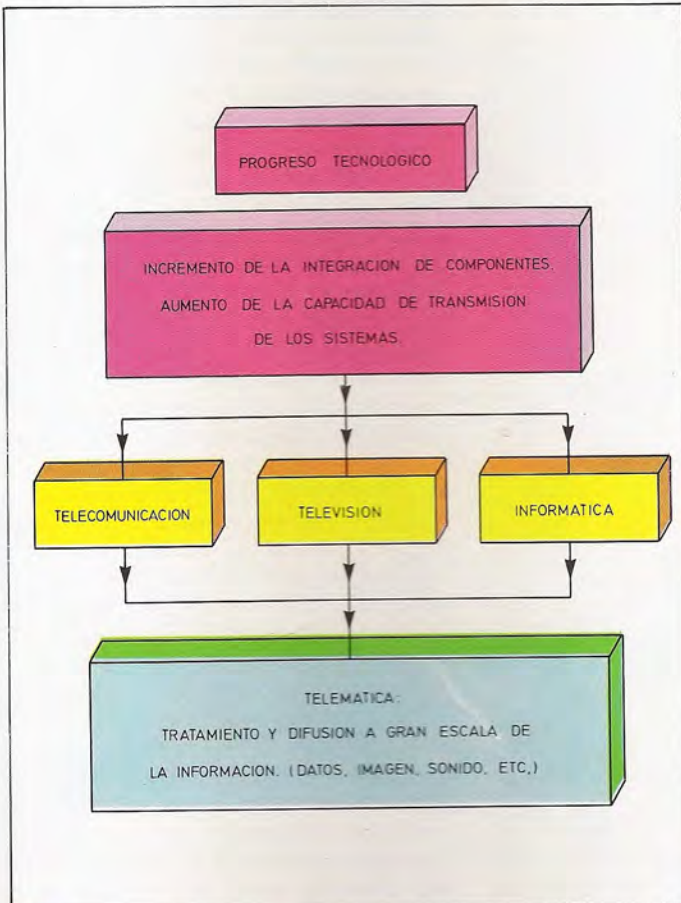 PROGRESO TECNOLOGICO
INCREMENTO DE LA INTEGRACION DE COMPONENTES.
AUMENTO DE LA CAPACIDAD DE TRANSMISION
DE LOS SISTEMAS.
TELECOMUNICACION
TELEVISION
INFORMATICA
TELEMATICA:
TRATAMIENTO Y DIFUSION A GRAN ESCALA DE
LA INFORMACION. (DATOS, IMAGEN, SONIDO, ETC,)